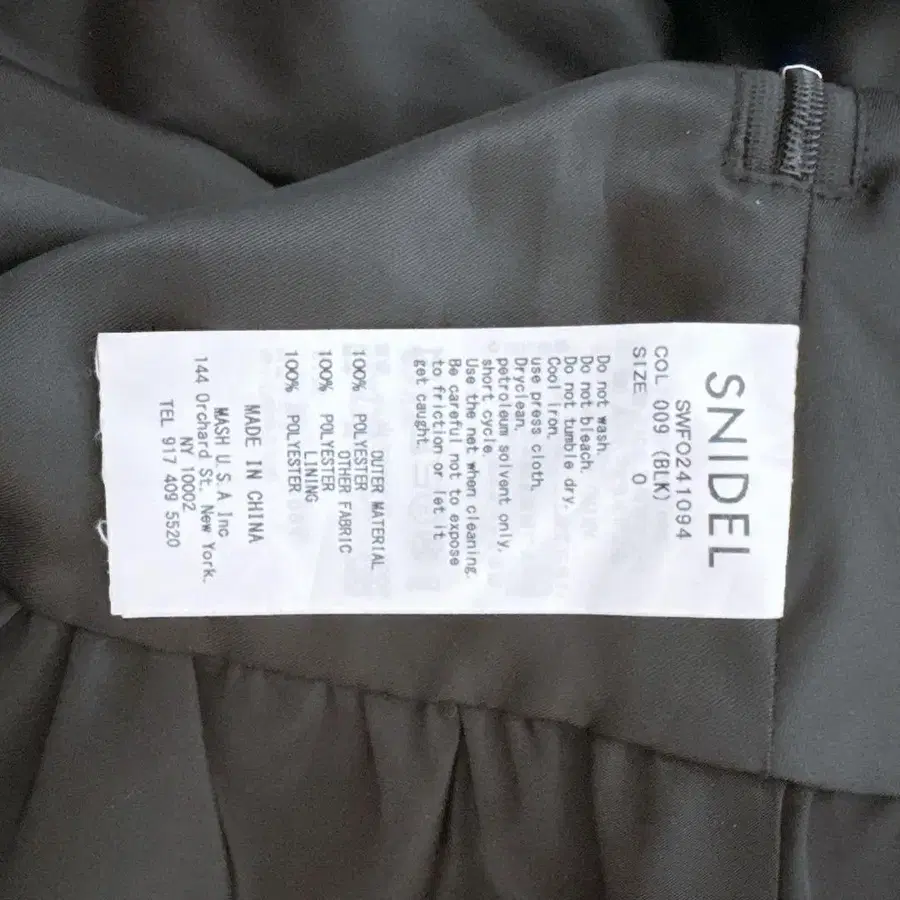 SNIDEL
SWFO241094
COL 009 (BLK)
SIZE 0
Do not wash.
Do not bleach.
Do not tumble dry.
Cool iron.
use press cloth.
Dryclean,
petroleum solvent only,
short cycle.
Use the net when cleaning.
Be careful not to expose
to friction or let it
get caught.
OUTER MATERIAL
100% POLYESTER
OTHER FABRIC
100% POLYESTER
LINING
100% POLYESTER
MADE IN CHINA
MASH U.S.A Inc
144 Orchard St. New York.
NY 10002
TEL 917 409 5520